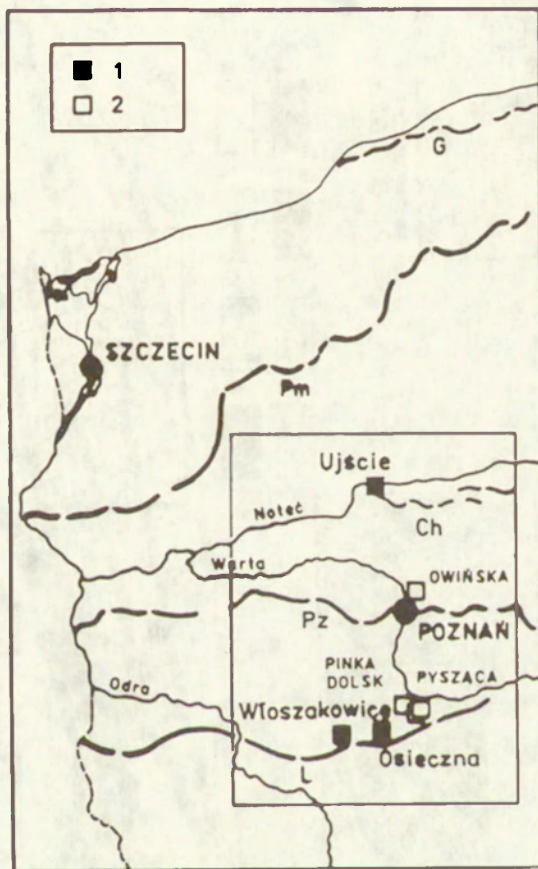 1
2
G
SZCZECIN
Pm
Ujście
Noteć
Ch
Warta
OWIŃSKA
Pz
POZNAŃ
PINKA
DOLSK
PYSZĄCA
Odra
Włoszakowice
Osieczna
L